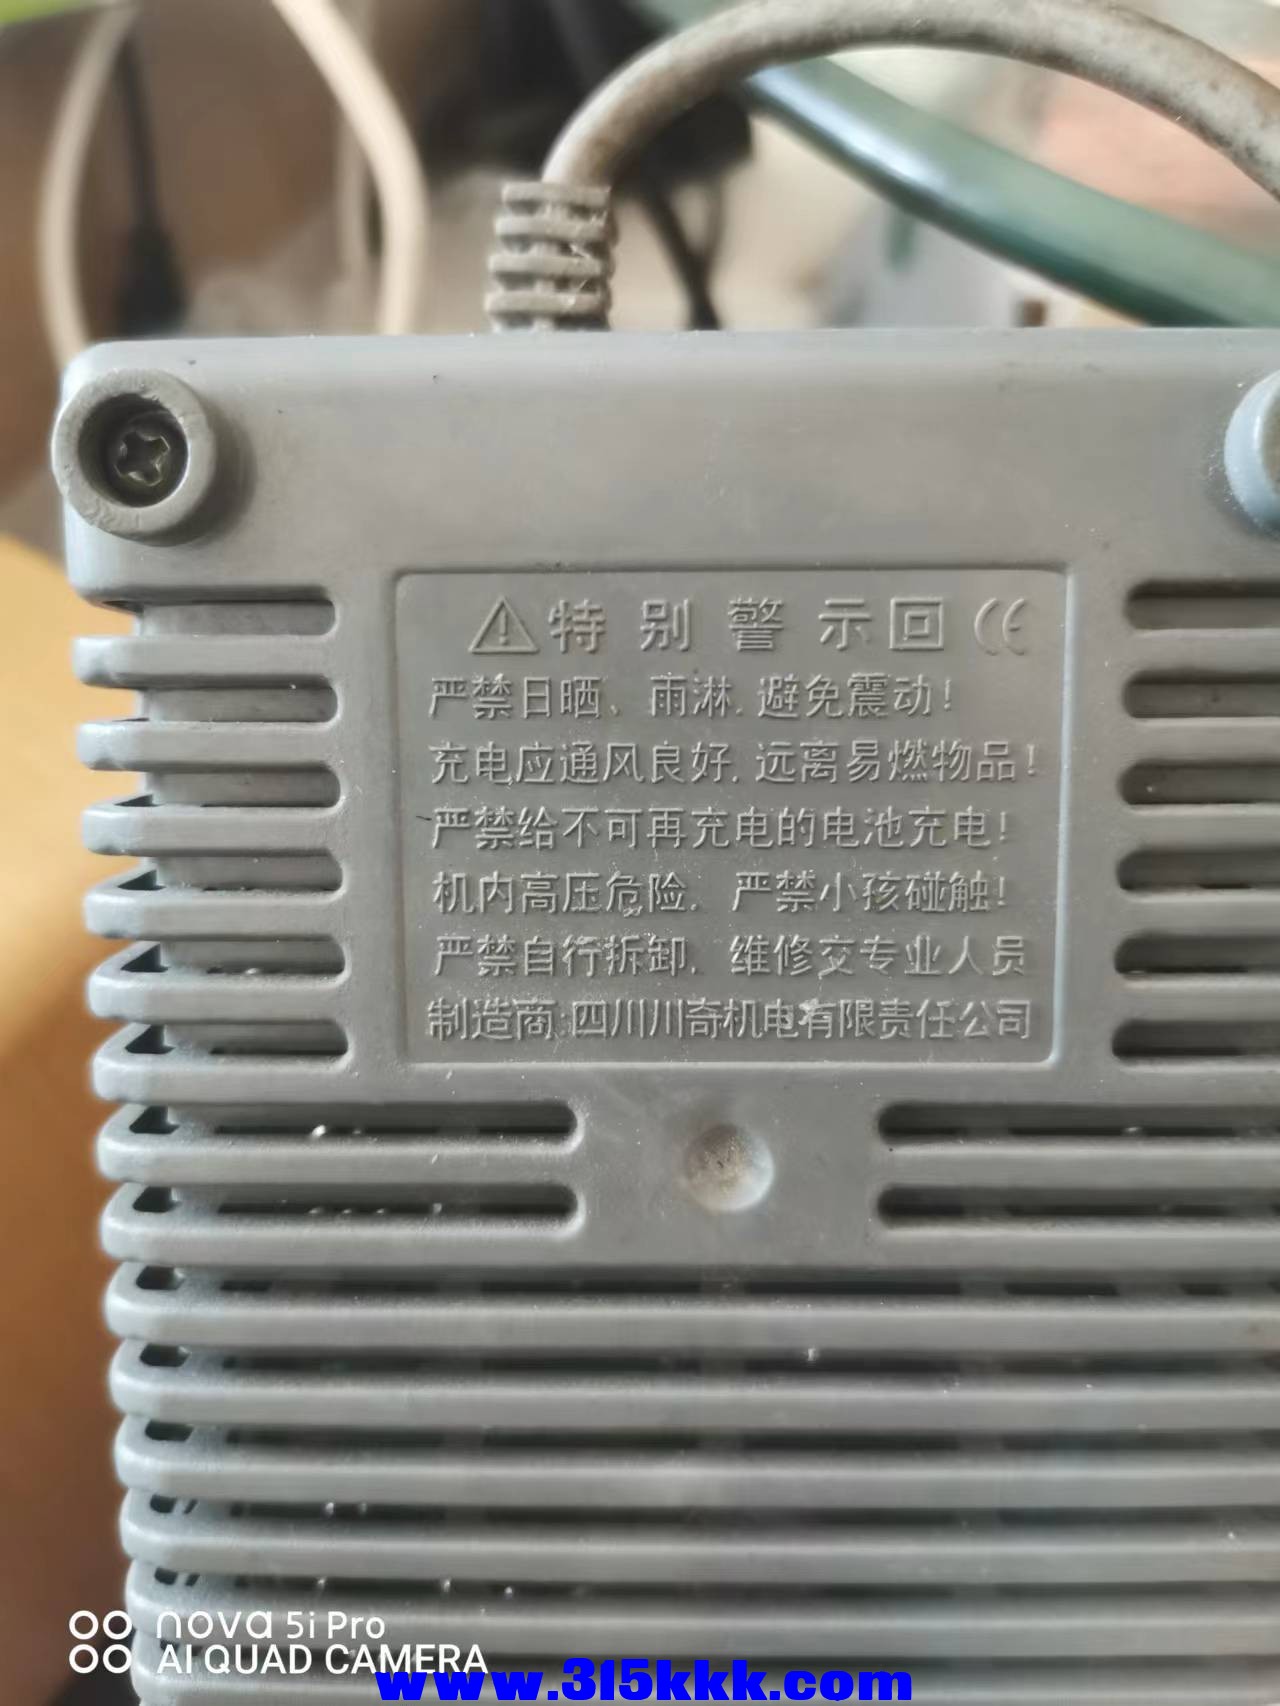 特别警示回CE
严禁日晒、雨淋.避免震动!
充电应通风良好.远离易燃物品!
严禁给不可再充电的电池充电!
机内高压危险.严禁小孩碰触!
严禁自行拆卸.维修交专业人员
制造商:四川川奇机电有限责任公司
nova 5i Pro
AI QUAD CAMERA
www.315kkk.com